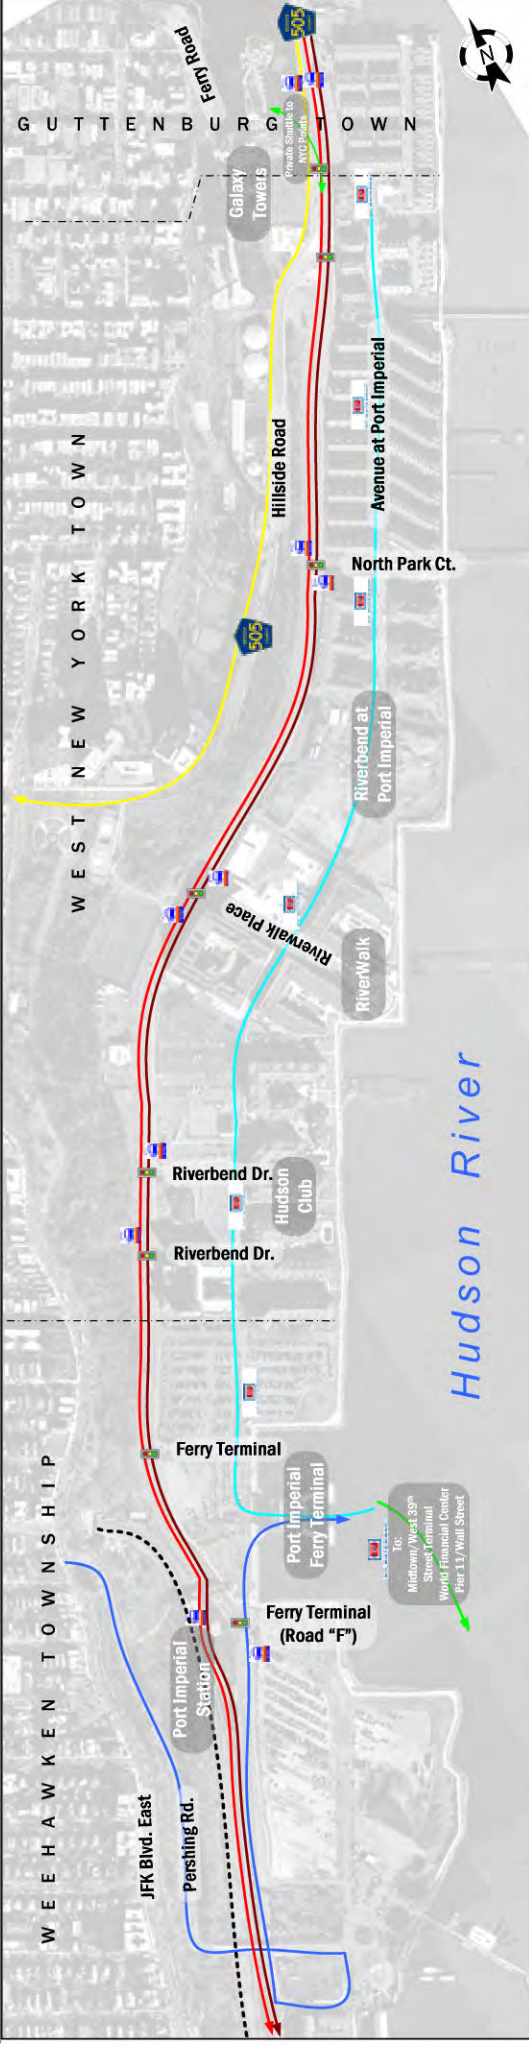 505
Ferry Road
GUTTENBURG TOWN
Private Shuttle to
NYC Points
Galaxy
Towers
Hillside Road
Avenue at Port Imperial
WEST NEW YORK TOWN
North Park Ct.
505
Riverbend at
Port Imperial
Riverwalk Place
RiverWalk
Riverbend Dr.
Hudson
Club
Riverbend Dr.
Hudson River
Ferry Terminal
Port Imperial
Ferry Terminal
To:
Midtown/West 39th
Street Terminal
World Financial Center
Pier 11/Wall Street
WEEHAWKEN TOWNSHIP
Ferry Terminal
(Road "F")
Port Imperial
Station
JFK Blvd. East
Pershing Rd.
N